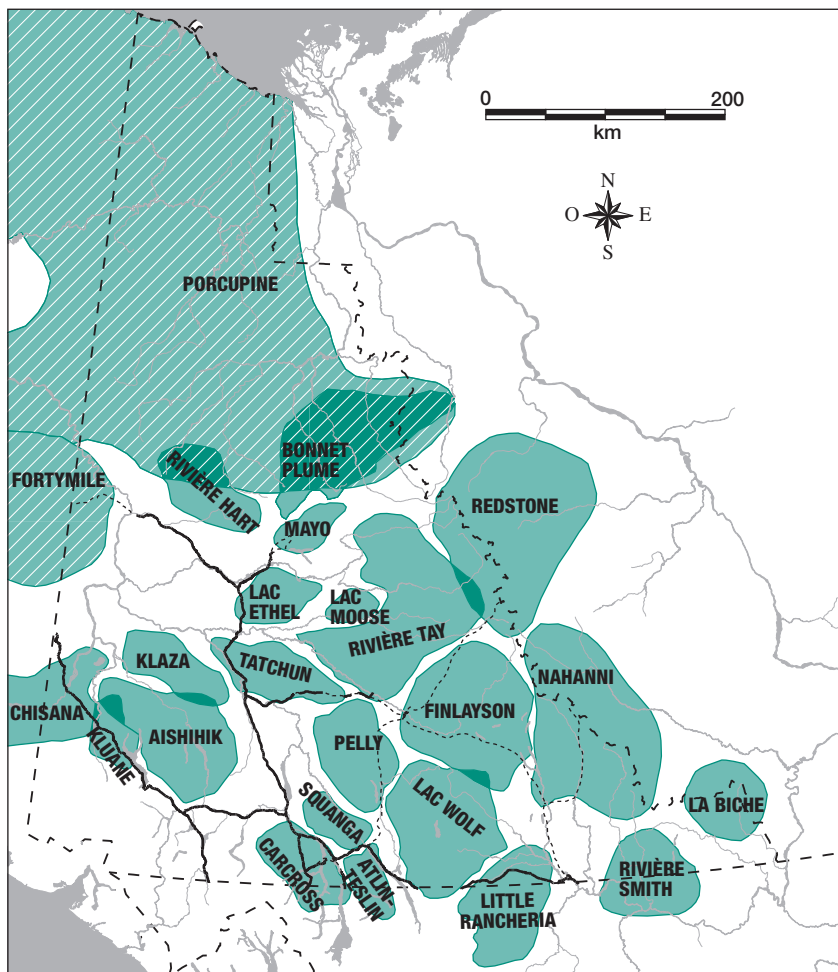 0 200
km
N
O E
S
PORCUPINE
BONNET
PLUME
RIVIÈRE HART
FORTYMILE
REDSTONE
MAYO
LAC
ETHEL
LAC
MOOSE
RIVIÈRE TAY
KLAZA
TATCHUN
NAHANNI
CHISANA
AISHIHIK
FINLAYSON
KLUANE
PELLY
SQUANGA
LAC WOLF
LA BICHE
CARCROSS
ATLIN-
TESLIN
RIVIÈRE
SMITH
LITTLE
RANCHERIA